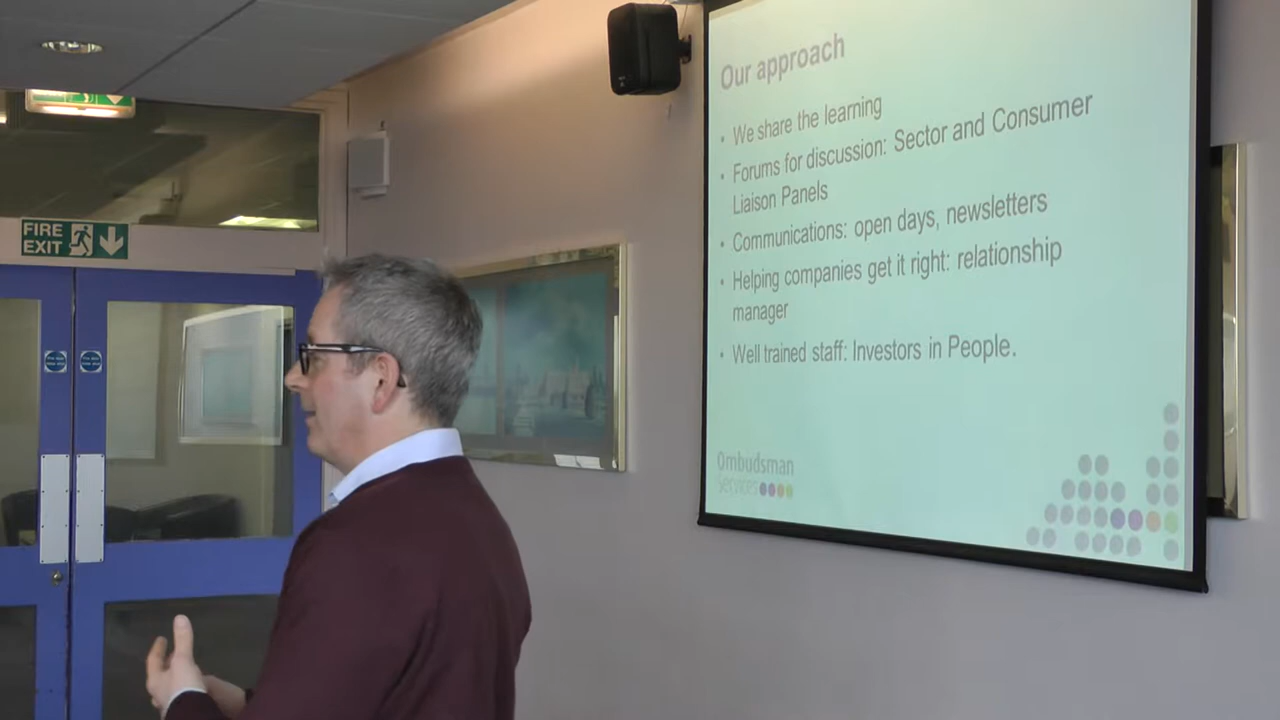 Our approach
• We share the learning
• Forums for discussion: Sector and Consumer
Liaison Panels
• Communications: open days, newsletters
• Helping companies get it right: relationship
manager
• Well trained staff: Investors in People.
Ombudsman
Services
FIRE
EXIT